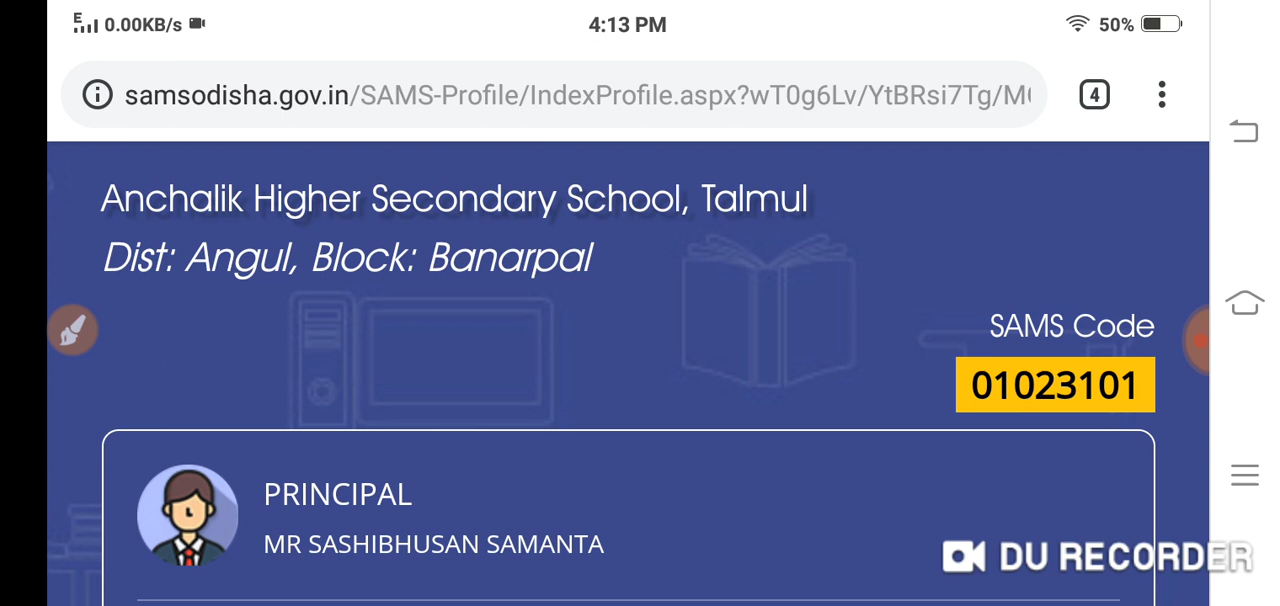 E 0.00KB/s 4:13 PM 50%
samsodisha.gov.in/SAMS-Profile/IndexProfile.aspx?wT0g6Lv/YtBRsi7Tg/M 4
Anchalik Higher Secondary School, Talmul
Dist: Angul, Block: Banarpal
SAMS Code
01023101
PRINCIPAL
MR SASHIBHUSAN SAMANTA
DU RECORDER